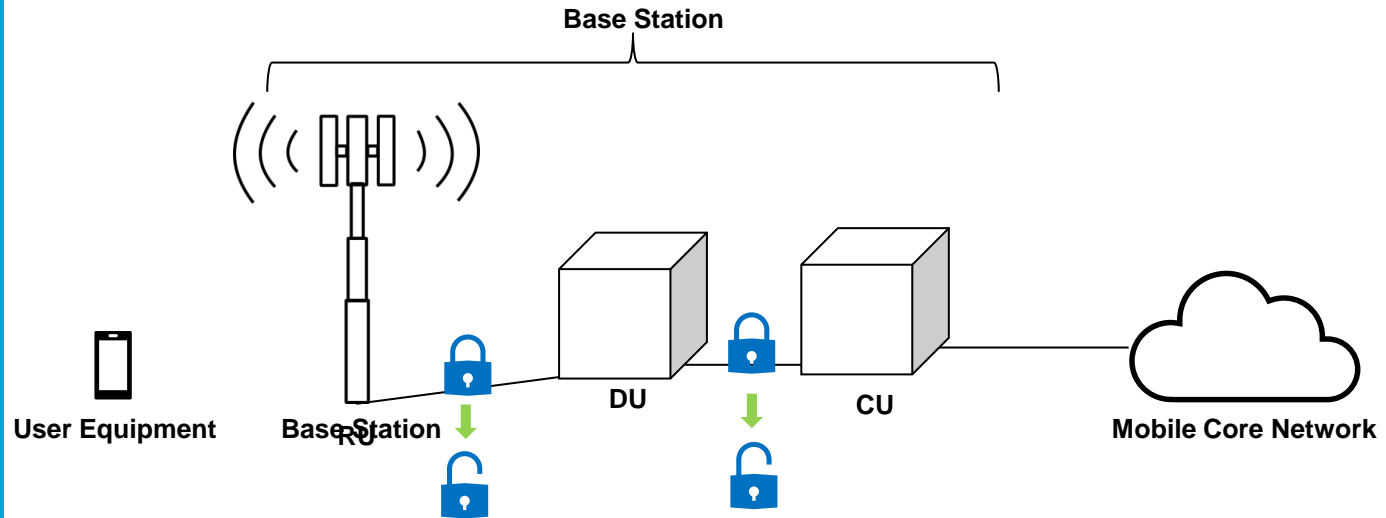 Base Station
DU
CU
User Equipment
Base Station
RU
Mobile Core Network